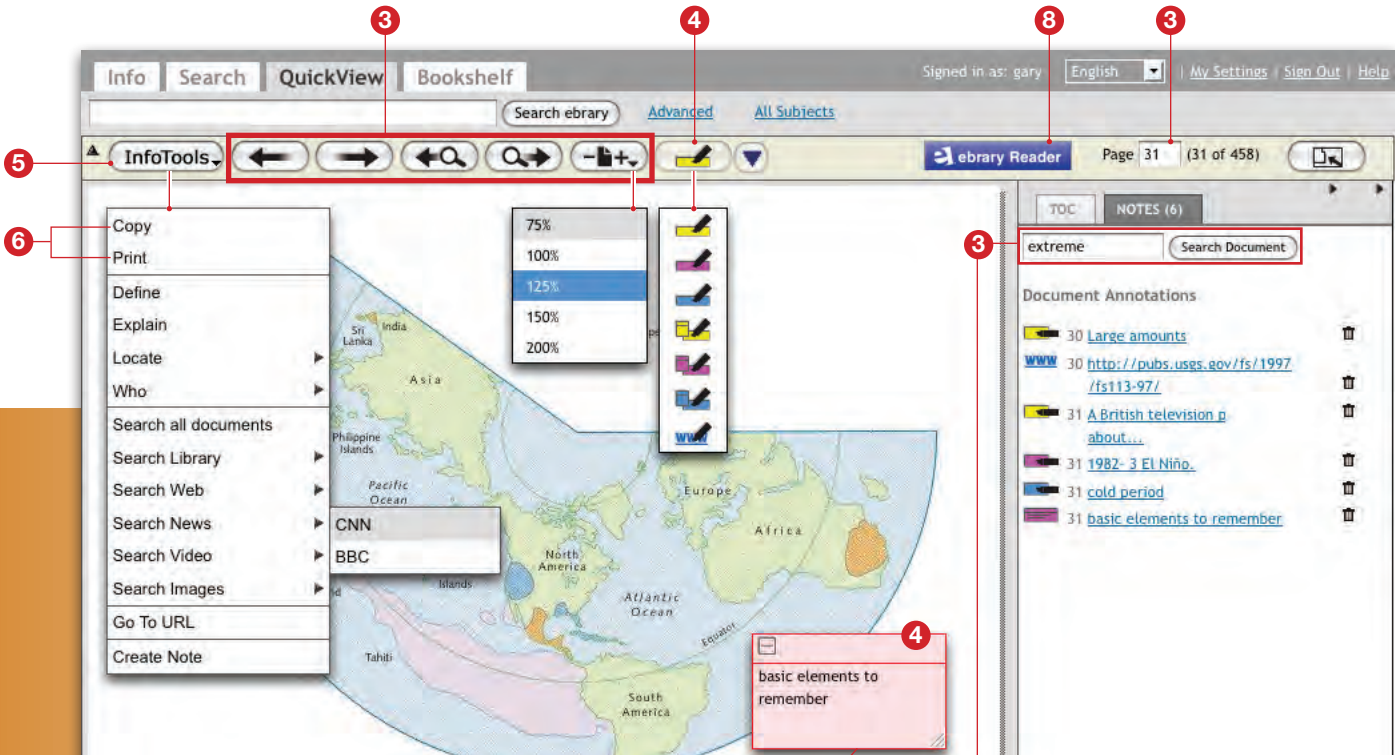 3 4 8 3
Info Search QuickView Bookshelf Signed in as: gary English | My Settings | Sign Out | Help
Search ebrary Advanced All Subjects
5 InfoTools - + e ebrary Reader Page 31 (31 of 458)
TOC NOTES (6)
6 Copy
Print
Define
Explain
Locate
Who
Search all documents
Search Library
Search Web
Search News
Search Video
Search Images
Go To URL
Create Note
CNN
BBC
75%
100%
125%
150%
200%
www
3 extreme Search Document
Document Annotations
30 Large amounts
www 30 http://pubs.usgs.gov/fs/1997
/fs113-97/
31 A British television p
about...
31 1982- 3 El Niño.
31 cold period
31 basic elements to remember
Sri
Lanka
India
Asia
Philippine
Islands
Pacific
Ocean
Europe
Africa
North
America
Islands
Atlantic
Ocean
Equator
Tahiti
South
America
4
basic elements to
remember